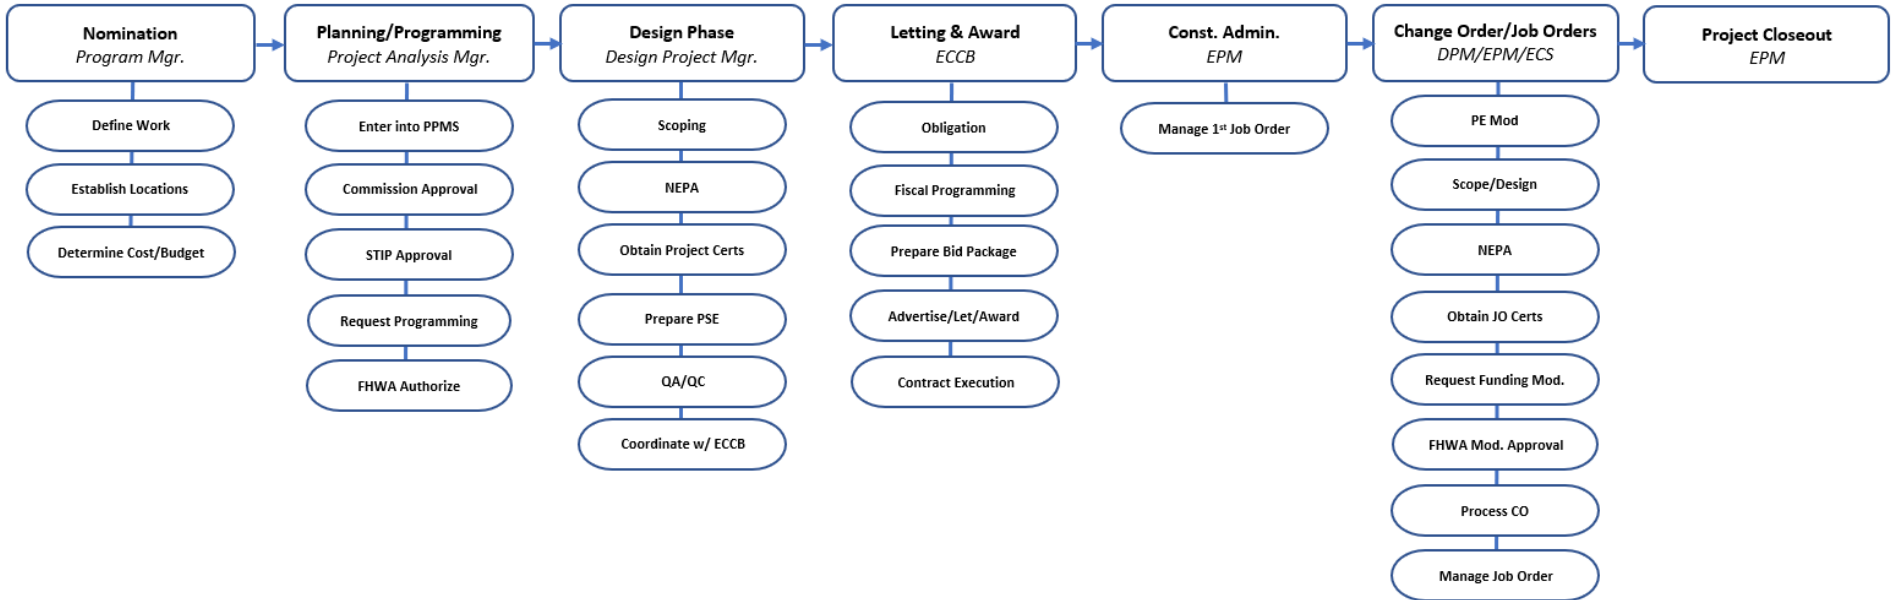 Nomination
Program Mgr.
Define Work
Establish Locations
Determine Cost/Budget
Planning/Programming
Project Analysis Mgr.
Enter into PPMS
Commission Approval
STIP Approval
Request Programming
FHWA Authorize
Design Phase
Design Project Mgr.
Scoping
NEPA
Obtain Project Certs
Prepare PSE
QA/QC
Coordinate w/ ECCB
Letting & Award
ECCB
Obligation
Fiscal Programming
Prepare Bid Package
Advertise/Let/Award
Contract Execution
Const. Admin.
EPM
Manage 1st Job Order
Change Order/Job Orders
DPM/EPM/ECS
PE Mod
Scope/Design
NEPA
Obtain JO Certs
Request Funding Mod.
FHWA Mod. Approval
Process CO
Manage Job Order
Project Closeout
EPM